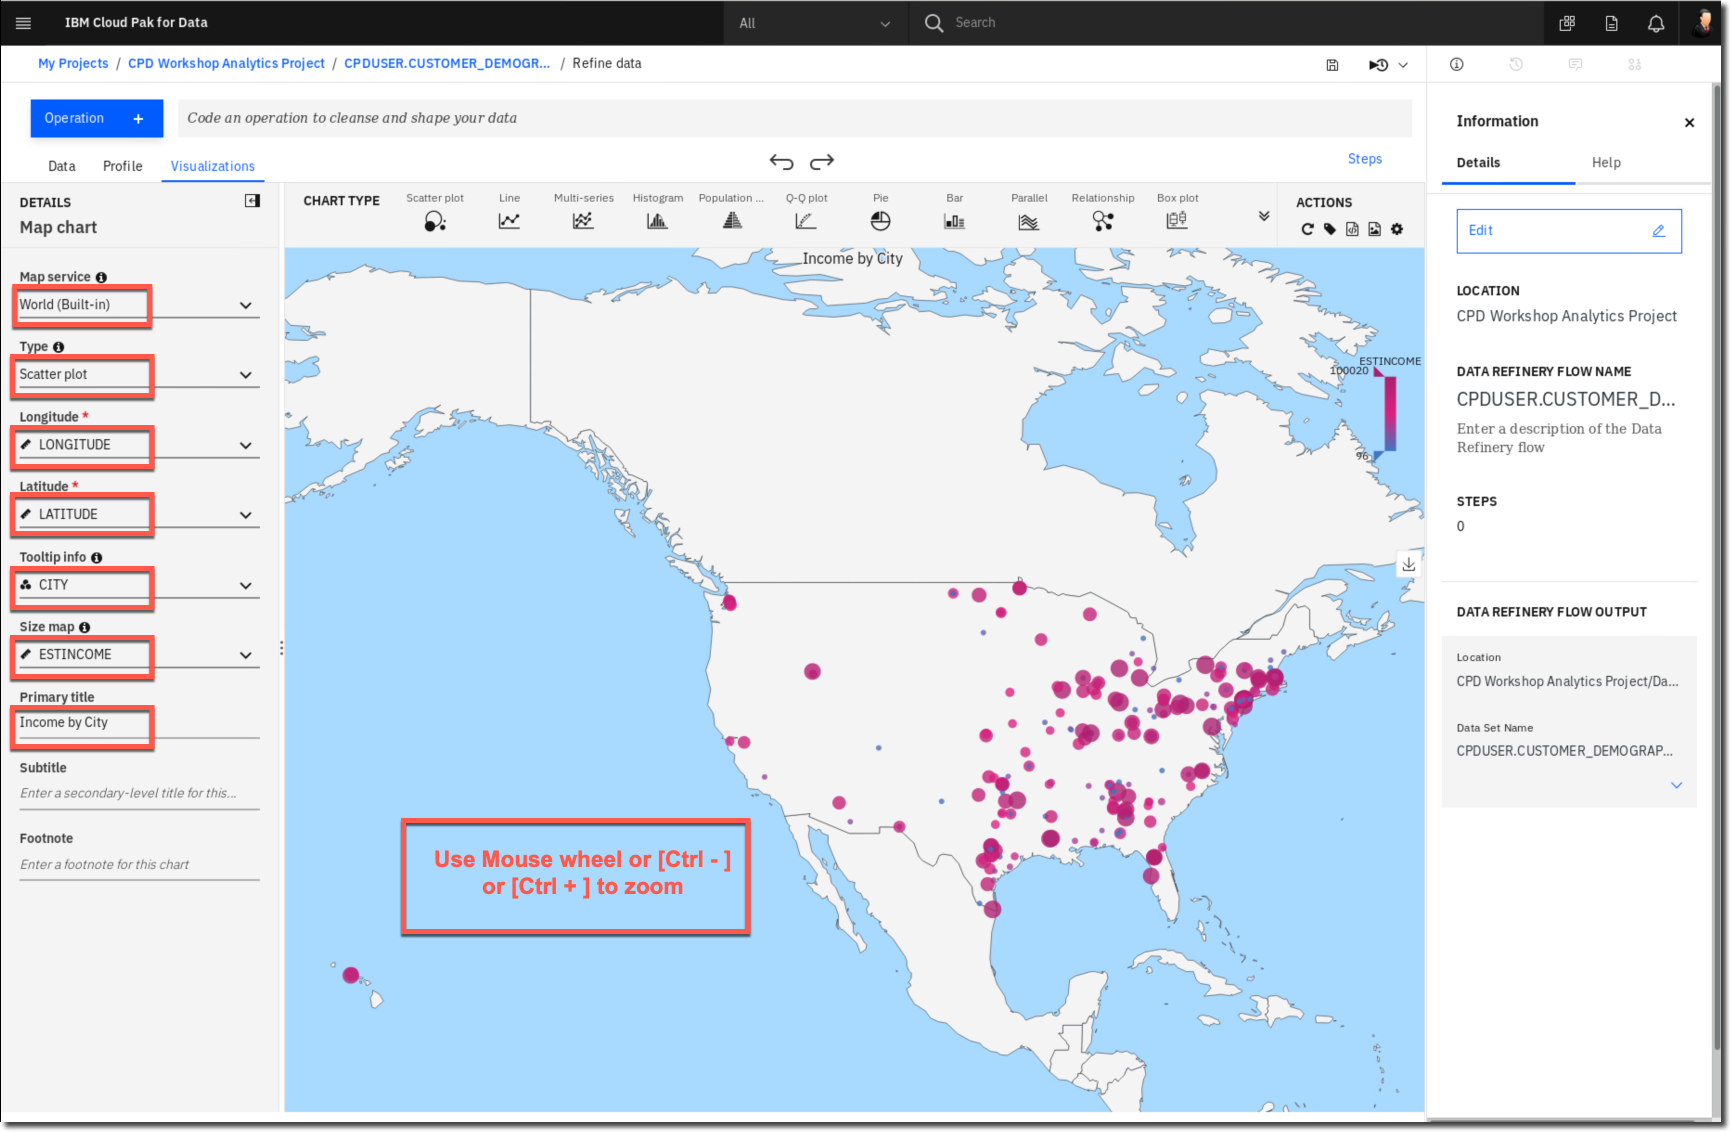 IBM Cloud Pak for Data
All
Search
My Projects / CPD Workshop Analytics Project / CPDUSER.CUSTOMER_DEMOGR... / Refine data
Operation +
Code an operation to cleanse and shape your data
Data Profile Visualizations
Steps
DETAILS
Map chart
Map service
World (Built-in)
Type
Scatter plot
Longitude *
LONGITUDE
Latitude *
LATITUDE
Tooltip info
CITY
Size map
ESTINCOME
Primary title
Income by City
Subtitle
Enter a secondary-level title for this...
Footnote
Enter a footnote for this chart
CHART TYPE
Scatter plot Line Multi-series Histogram Population ... Q-Q plot Pie Bar Parallel Relationship Box plot
ACTIONS
Income by City
ESTINCOME
100020
96
Use Mouse wheel or [Ctrl - ]
or [Ctrl + ] to zoom
Information
Details Help
Edit
LOCATION
CPD Workshop Analytics Project
DATA REFINERY FLOW NAME
CPDUSER.CUSTOMER_D...
Enter a description of the Data
Refinery flow
STEPS
0
DATA REFINERY FLOW OUTPUT
Location
CPD Workshop Analytics Project/Da...
Data Set Name
CPDUSER.CUSTOMER_DEMOGRAP...